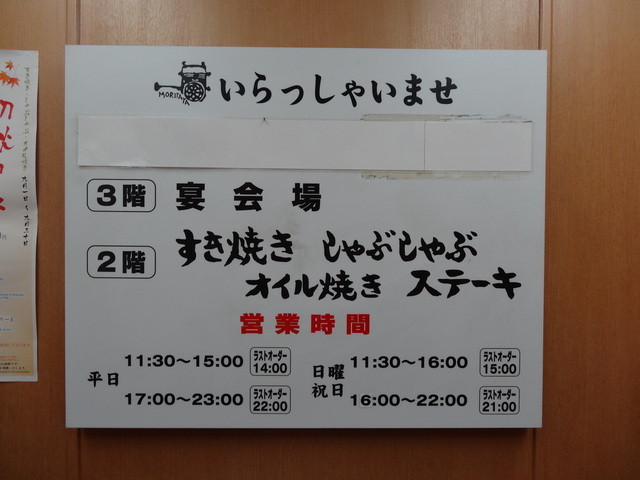 MORITAYA いらっしゃいませ
3階 宴会場
2階 すき焼き しゃぶしゃぶ
オイル焼き ステーキ
営業時間
平日 11:30～15:00 ラストオーダー 14:00
17:00～23:00 ラストオーダー 22:00
日曜祝日 11:30～16:00 ラストオーダー 15:00
16:00～22:00 ラストオーダー 21:00